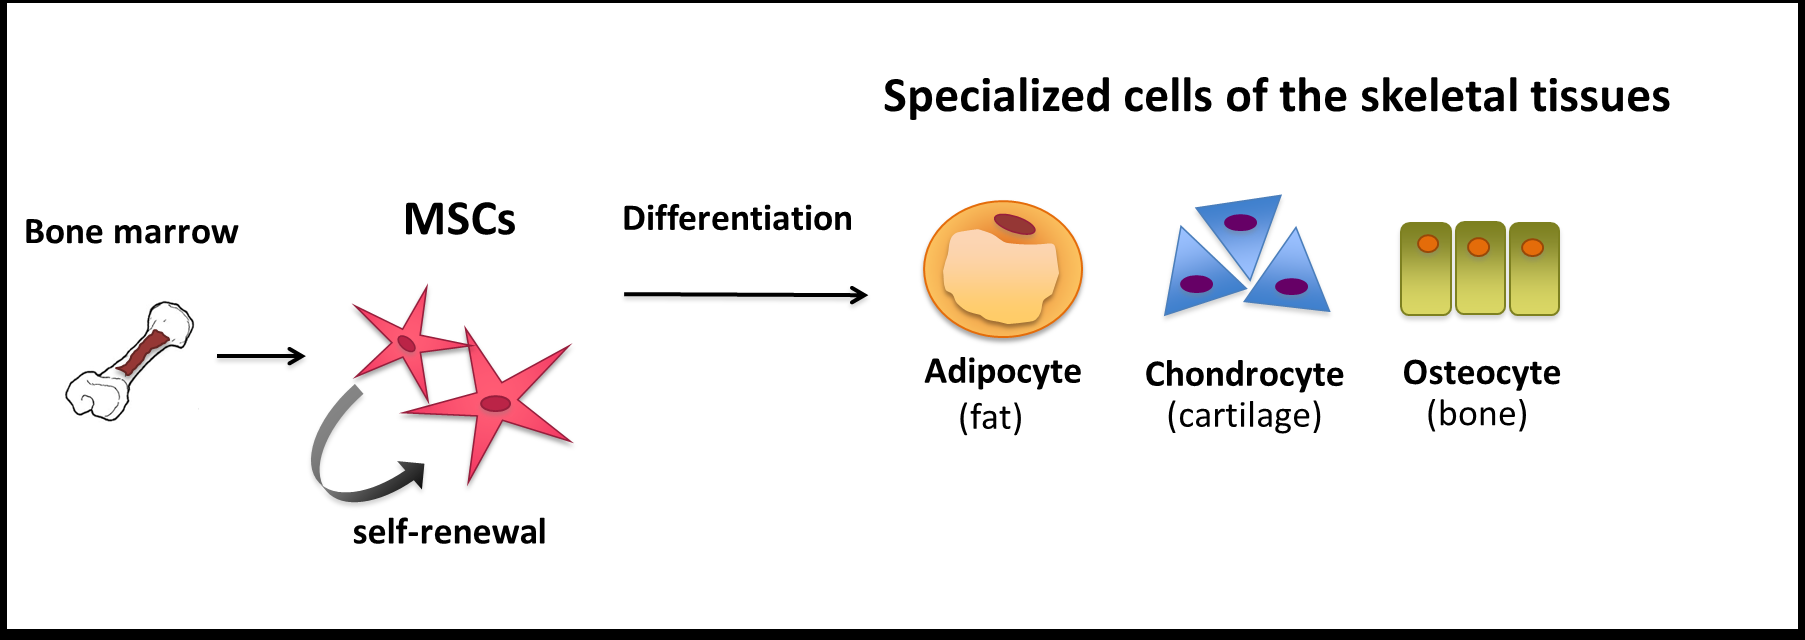 Specialized cells of the skeletal tissues
Bone marrow
MSCs
Differentiation
self-renewal
Adipocyte
(fat)
Chondrocyte
(cartilage)
Osteocyte
(bone)